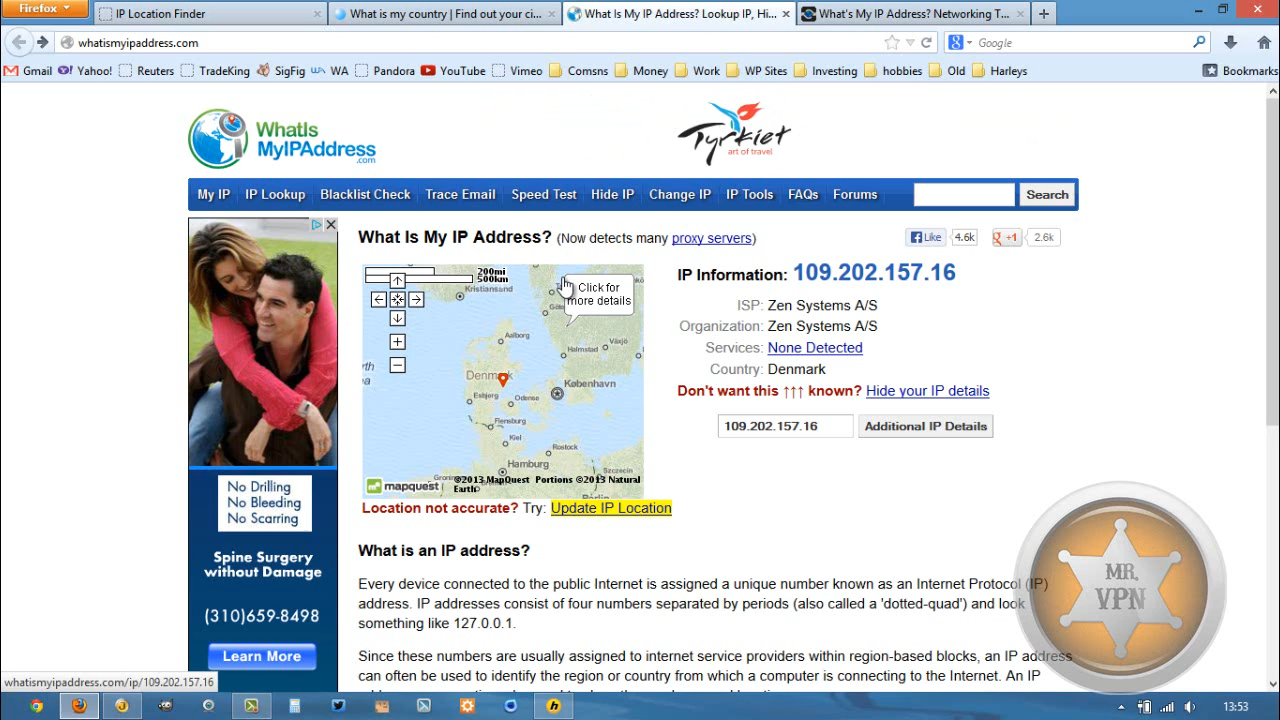 Firefox
IP Location Finder
What is my country | Find out your ci...
What Is My IP Address? Lookup IP, Hi...
What's My IP Address? Networking T...
whatismyipaddress.com
Google
Gmail Yahoo! Reuters TradeKing SigFig WA Pandora YouTube Vimeo Comsns Money Work WP Sites Investing hobbies Old Harleys Bookmarks
WhatIs
MyIPAddress
.com
Tyrkiet
art of travel
My IP IP Lookup Blacklist Check Trace Email Speed Test Hide IP Change IP IP Tools FAQs Forums Search
What Is My IP Address? (Now detects many proxy servers)
Like 4.6k +1 2.6k
200mi
500km
Kristiansand
Click for
more details
Aalborg
Halmstad
Växjö
Denmark
København
Esbjerg
Odense
Flensburg
Kiel
Rostock
Hamburg
Szczecin
mapquest
©2013 MapQuest Portions ©2013 Natural
Earth
Berlin
IP Information: 109.202.157.16
ISP: Zen Systems A/S
Organization: Zen Systems A/S
Services: None Detected
Country: Denmark
Don't want this ↑↑↑ known? Hide your IP details
109.202.157.16 Additional IP Details
Location not accurate? Try: Update IP Location
No Drilling
No Bleeding
No Scarring
Spine Surgery
without Damage
(310)659-8498
Learn More
What is an IP address?
Every device connected to the public Internet is assigned a unique number known as an Internet Protocol (IP)
address. IP addresses consist of four numbers separated by periods (also called a 'dotted-quad') and look
something like 127.0.0.1.
Since these numbers are usually assigned to internet service providers within region-based blocks, an IP address
can often be used to identify the region or country from which a computer is connecting to the Internet. An IP
MR.
VPN
whatismyipaddress.com/ip/109.202.157.16
13:53